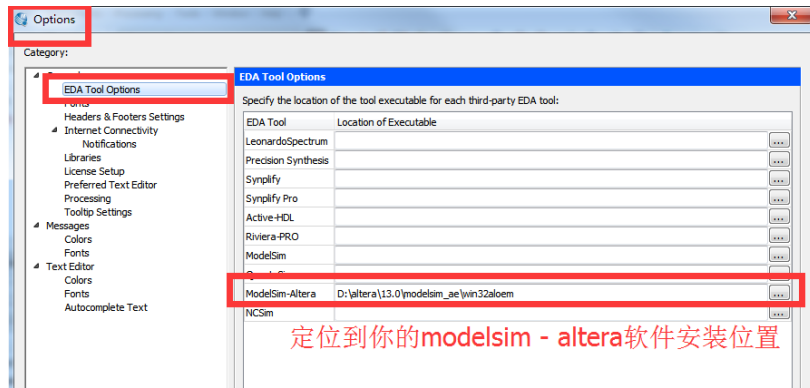 Options
Category:
EDA Tool Options
Fonts
Headers & Footers Settings
Internet Connectivity
Notifications
Libraries
License Setup
Preferred Text Editor
Processing
Tooltip Settings
Messages
Colors
Fonts
Text Editor
Colors
Fonts
Autocomplete Text
EDA Tool Options
Specify the location of the tool executable for each third-party EDA tool:
EDA Tool Location of Executable
LeonardoSpectrum ...
Precision Synthesis ...
Synplify ...
Synplify Pro ...
Active-HDL ...
Riviera-PRO ...
ModelSim ...
ModelSim-Altera D:\altera\13.0\modelsim_ae\win32aloem ...
NCSim ...
定位到你的modelsim - altera软件安装位置